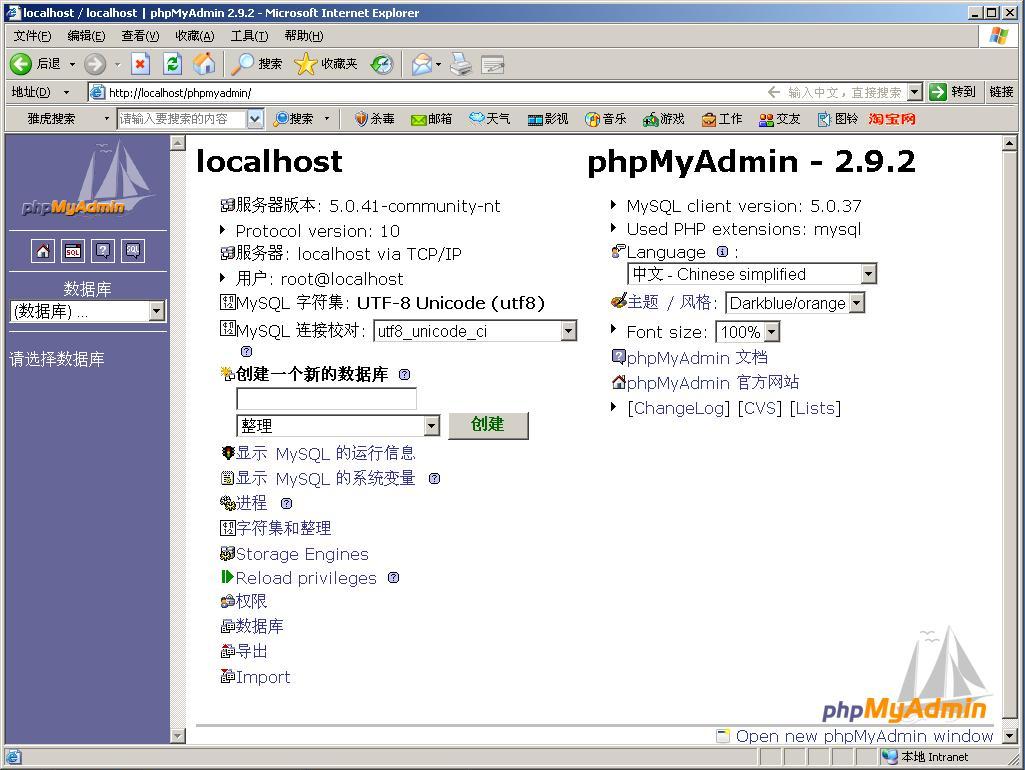 localhost / localhost | phpMyAdmin 2.9.2 - Microsoft Internet Explorer
文件(F) 编辑(E) 查看(V) 收藏(A) 工具(T) 帮助(H)
后退 搜索 收藏夹
地址(D) http://localhost/phpmyadmin/ 输入中文，直接搜索 转到 链接
雅虎搜索 请输入要搜索的内容 搜索 杀毒 邮箱 天气 影视 音乐 游戏 工作 交友 图铃 淘宝网
phpMyAdmin
SQL ? SQL
数据库
(数据库) ...
请选择数据库
localhost
服务器版本: 5.0.41-community-nt
Protocol version: 10
服务器: localhost via TCP/IP
用户: root@localhost
MySQL 字符集: UTF-8 Unicode (utf8)
MySQL 连接校对: utf8_unicode_ci
创建一个新的数据库
整理 创建
显示 MySQL 的运行信息
显示 MySQL 的系统变量
进程
字符集和整理
Storage Engines
Reload privileges
权限
数据库
导出
Import
phpMyAdmin - 2.9.2
MySQL client version: 5.0.37
Used PHP extensions: mysql
Language :
中文 - Chinese simplified
主题 / 风格: Darkblue/orange
Font size: 100%
phpMyAdmin 文档
phpMyAdmin 官方网站
[ChangeLog] [CVS] [Lists]
phpMyAdmin
Open new phpMyAdmin window
本地 Intranet